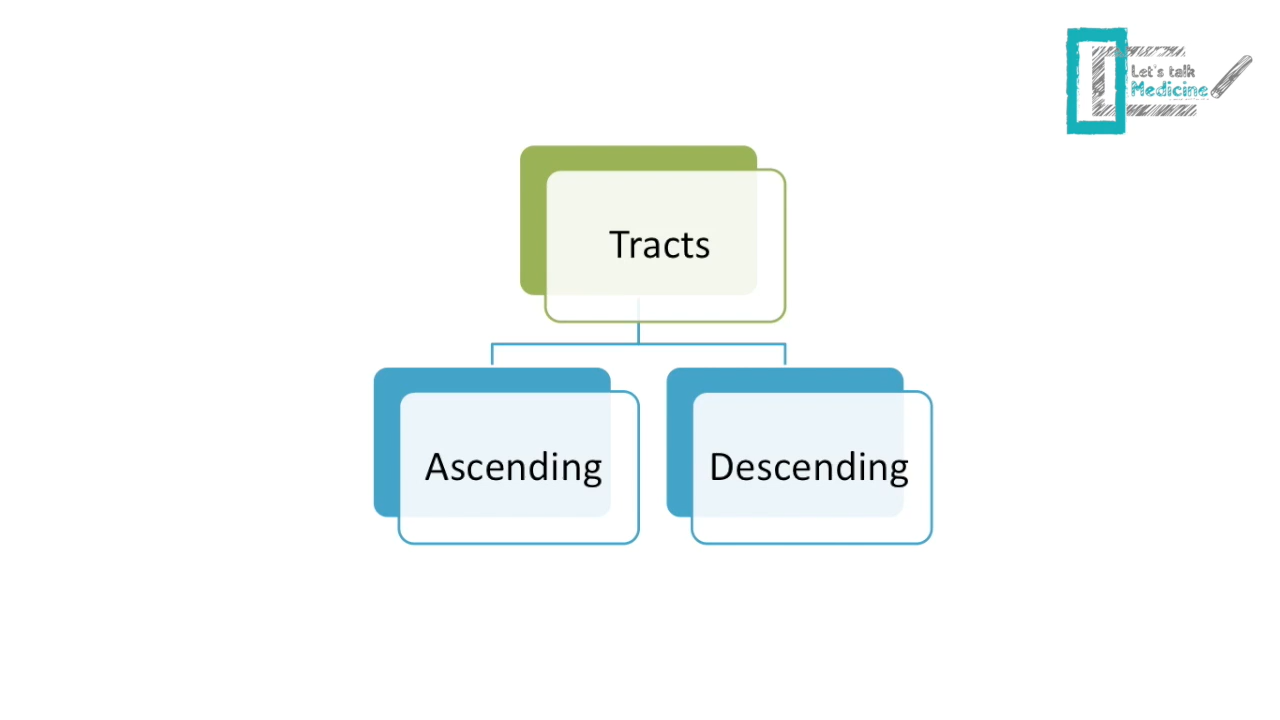 Let's talk
Medicine
Tracts
Ascending
Descending